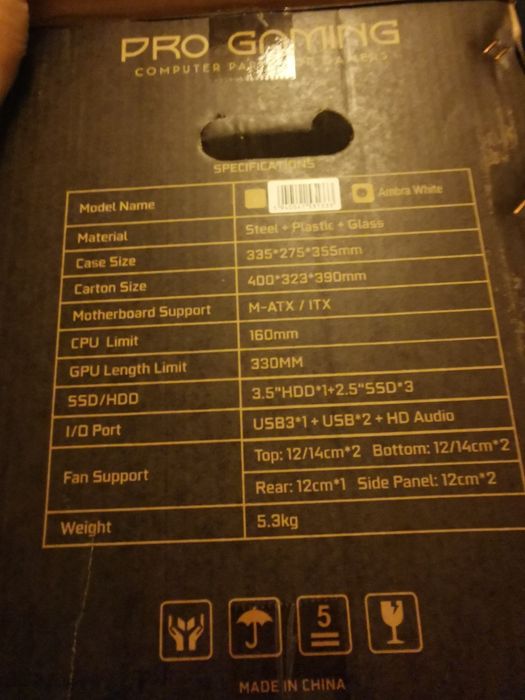 PRO GAMING
COMPUTER
SPECIFICATIONS
Model Name Ambra White
Material Steel + Plastic + Glass
Case Size 335*275*355mm
Carton Size 400*323*390mm
Motherboard Support M-ATX / ITX
CPU Limit 160mm
GPU Length Limit 330MM
SSD/HDD 3.5"HDD*1+2.5"SSD*3
I/O Port USB3*1 + USB*2 + HD Audio
Fan Support Top: 12/14cm*2 Bottom: 12/14cm*2
Rear: 12cm*1 Side Panel: 12cm*2
Weight 5.3kg
5
MADE IN CHINA